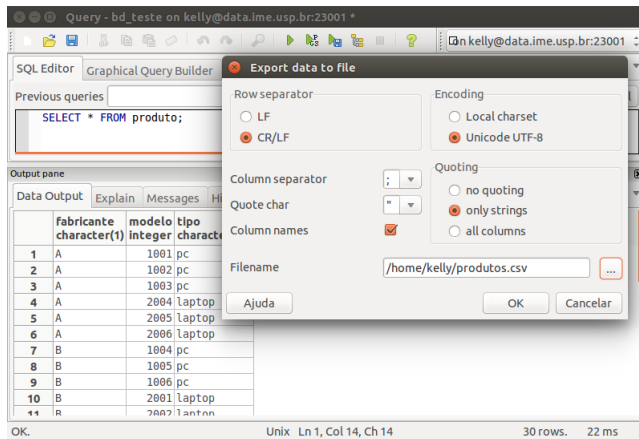 Query - bd_teste on kelly@data.ime.usp.br:23001 *
on kelly@data.ime.usp.br:23001
SQL Editor
Graphical Query Builder
Previous queries
SELECT * FROM produto;
Export data to file
Row separator
LF
CR/LF
Encoding
Local charset
Unicode UTF-8
Column separator
;
Quote char
"
Column names
Quoting
no quoting
only strings
all columns
Filename
/home/kelly/produtos.csv
...
Ajuda
OK
Cancelar
Output pane
Data Output
Explain
Messages
Hi
fabricante modelo tipo
character(1) integer characte
1 A 1001 pc
2 A 1002 pc
3 A 1003 pc
4 A 2004 laptop
5 A 2005 laptop
6 A 2006 laptop
7 B 1004 pc
8 B 1005 pc
9 B 1006 pc
10 B 2001 laptop
11 B 2002 laptop
OK.
Unix
Ln 1, Col 14, Ch 14
30 rows.
22 ms